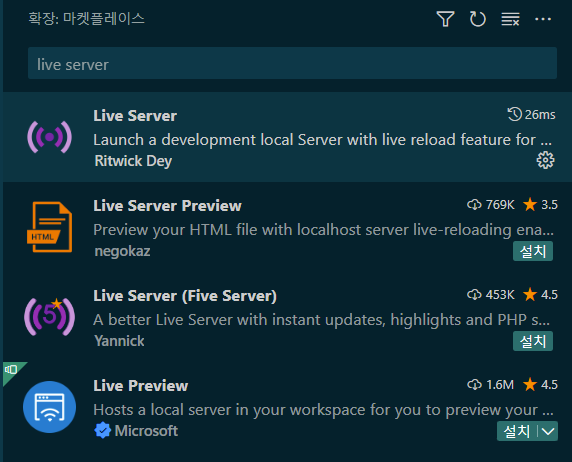 확장: 마켓플레이스
live server
Live Server 26ms
Launch a development local Server with live reload feature for ...
Ritwick Dey
HTML
Live Server Preview 769K 3.5
Preview your HTML file with localhost server live-reloading ena...
negokaz 설치
5
Live Server (Five Server) 453K 4.5
A better Live Server with instant updates, highlights and PHP s...
Yannick 설치
Live Preview 1.6M 4.5
Hosts a local server in your workspace for you to preview your ...
Microsoft 설치